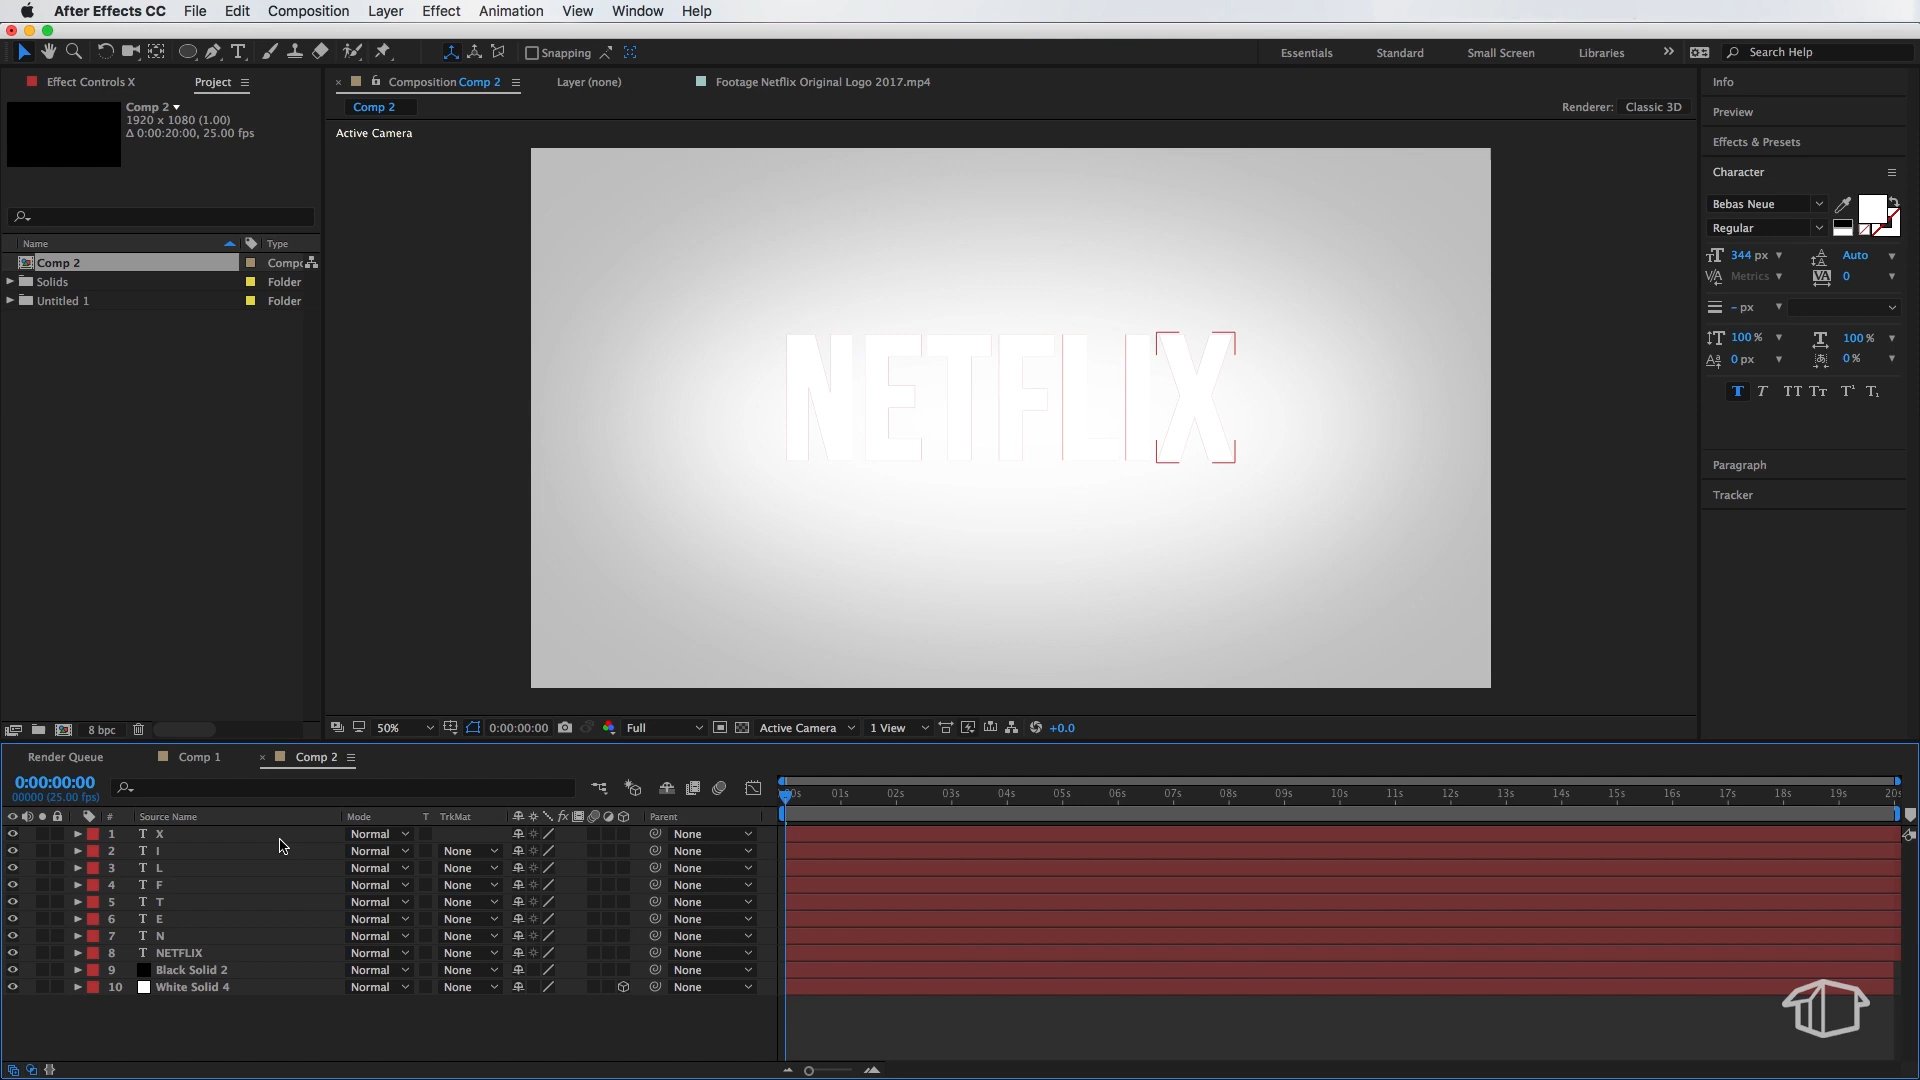 After Effects CC File Edit Composition Layer Effect Animation View Window Help
T Snapping Essentials Standard Small Screen Libraries Search Help
Effect Controls X Project Composition Comp 2 Layer (none) Footage Netflix Original Logo 2017.mp4 Info
Comp 2
1920 x 1080 (1.00)
Δ 0:00:20:00, 25.00 fps
Comp 2 Renderer: Classic 3D
Preview
Active Camera
Effects & Presets
Character
Bebas Neue
Regular
344 px Auto
Metrics 0
- px
100 % 100 %
0 px 0 %
T T TT Tт T¹ T₁
Paragraph
Tracker
Name Type
Comp 2 Compc
Solids Folder
Untitled 1 Folder
NETFLIX
8 bpc 50% 0:00:00:00 Full Active Camera 1 View +0.0
Render Queue Comp 1 Comp 2
0:00:00:00
00000 (25.00 fps)
00s 01s 02s 03s 04s 05s 06s 07s 08s 09s 10s 11s 12s 13s 14s 15s 16s 17s 18s 19s 20s
# Source Name Mode T TrkMat fx Parent
1 T X Normal None
2 T I Normal None None
3 T L Normal None None
4 T F Normal None None
5 T T Normal None None
6 T E Normal None None
7 T N Normal None None
8 T NETFLIX Normal None None
9 Black Solid 2 Normal None None
10 White Solid 4 Normal None None